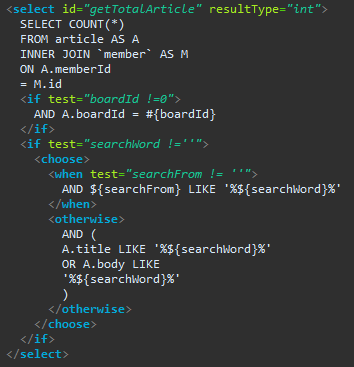 <select id="getTotalArticle" resultType="int">
SELECT COUNT(*)
FROM article AS A
INNER JOIN `member` AS M
ON A.memberId
= M.id
<if test="boardId !=0">
AND A.boardId = #{boardId}
</if>
<if test="searchWord !=''">
<choose>
<when test="searchFrom != ''">
AND ${searchFrom} LIKE '%${searchWord}%'
</when>
<otherwise>
AND (
A.title LIKE '%${searchWord}%'
OR A.body LIKE
'%${searchWord}%'
)
</otherwise>
</choose>
</if>
</select>